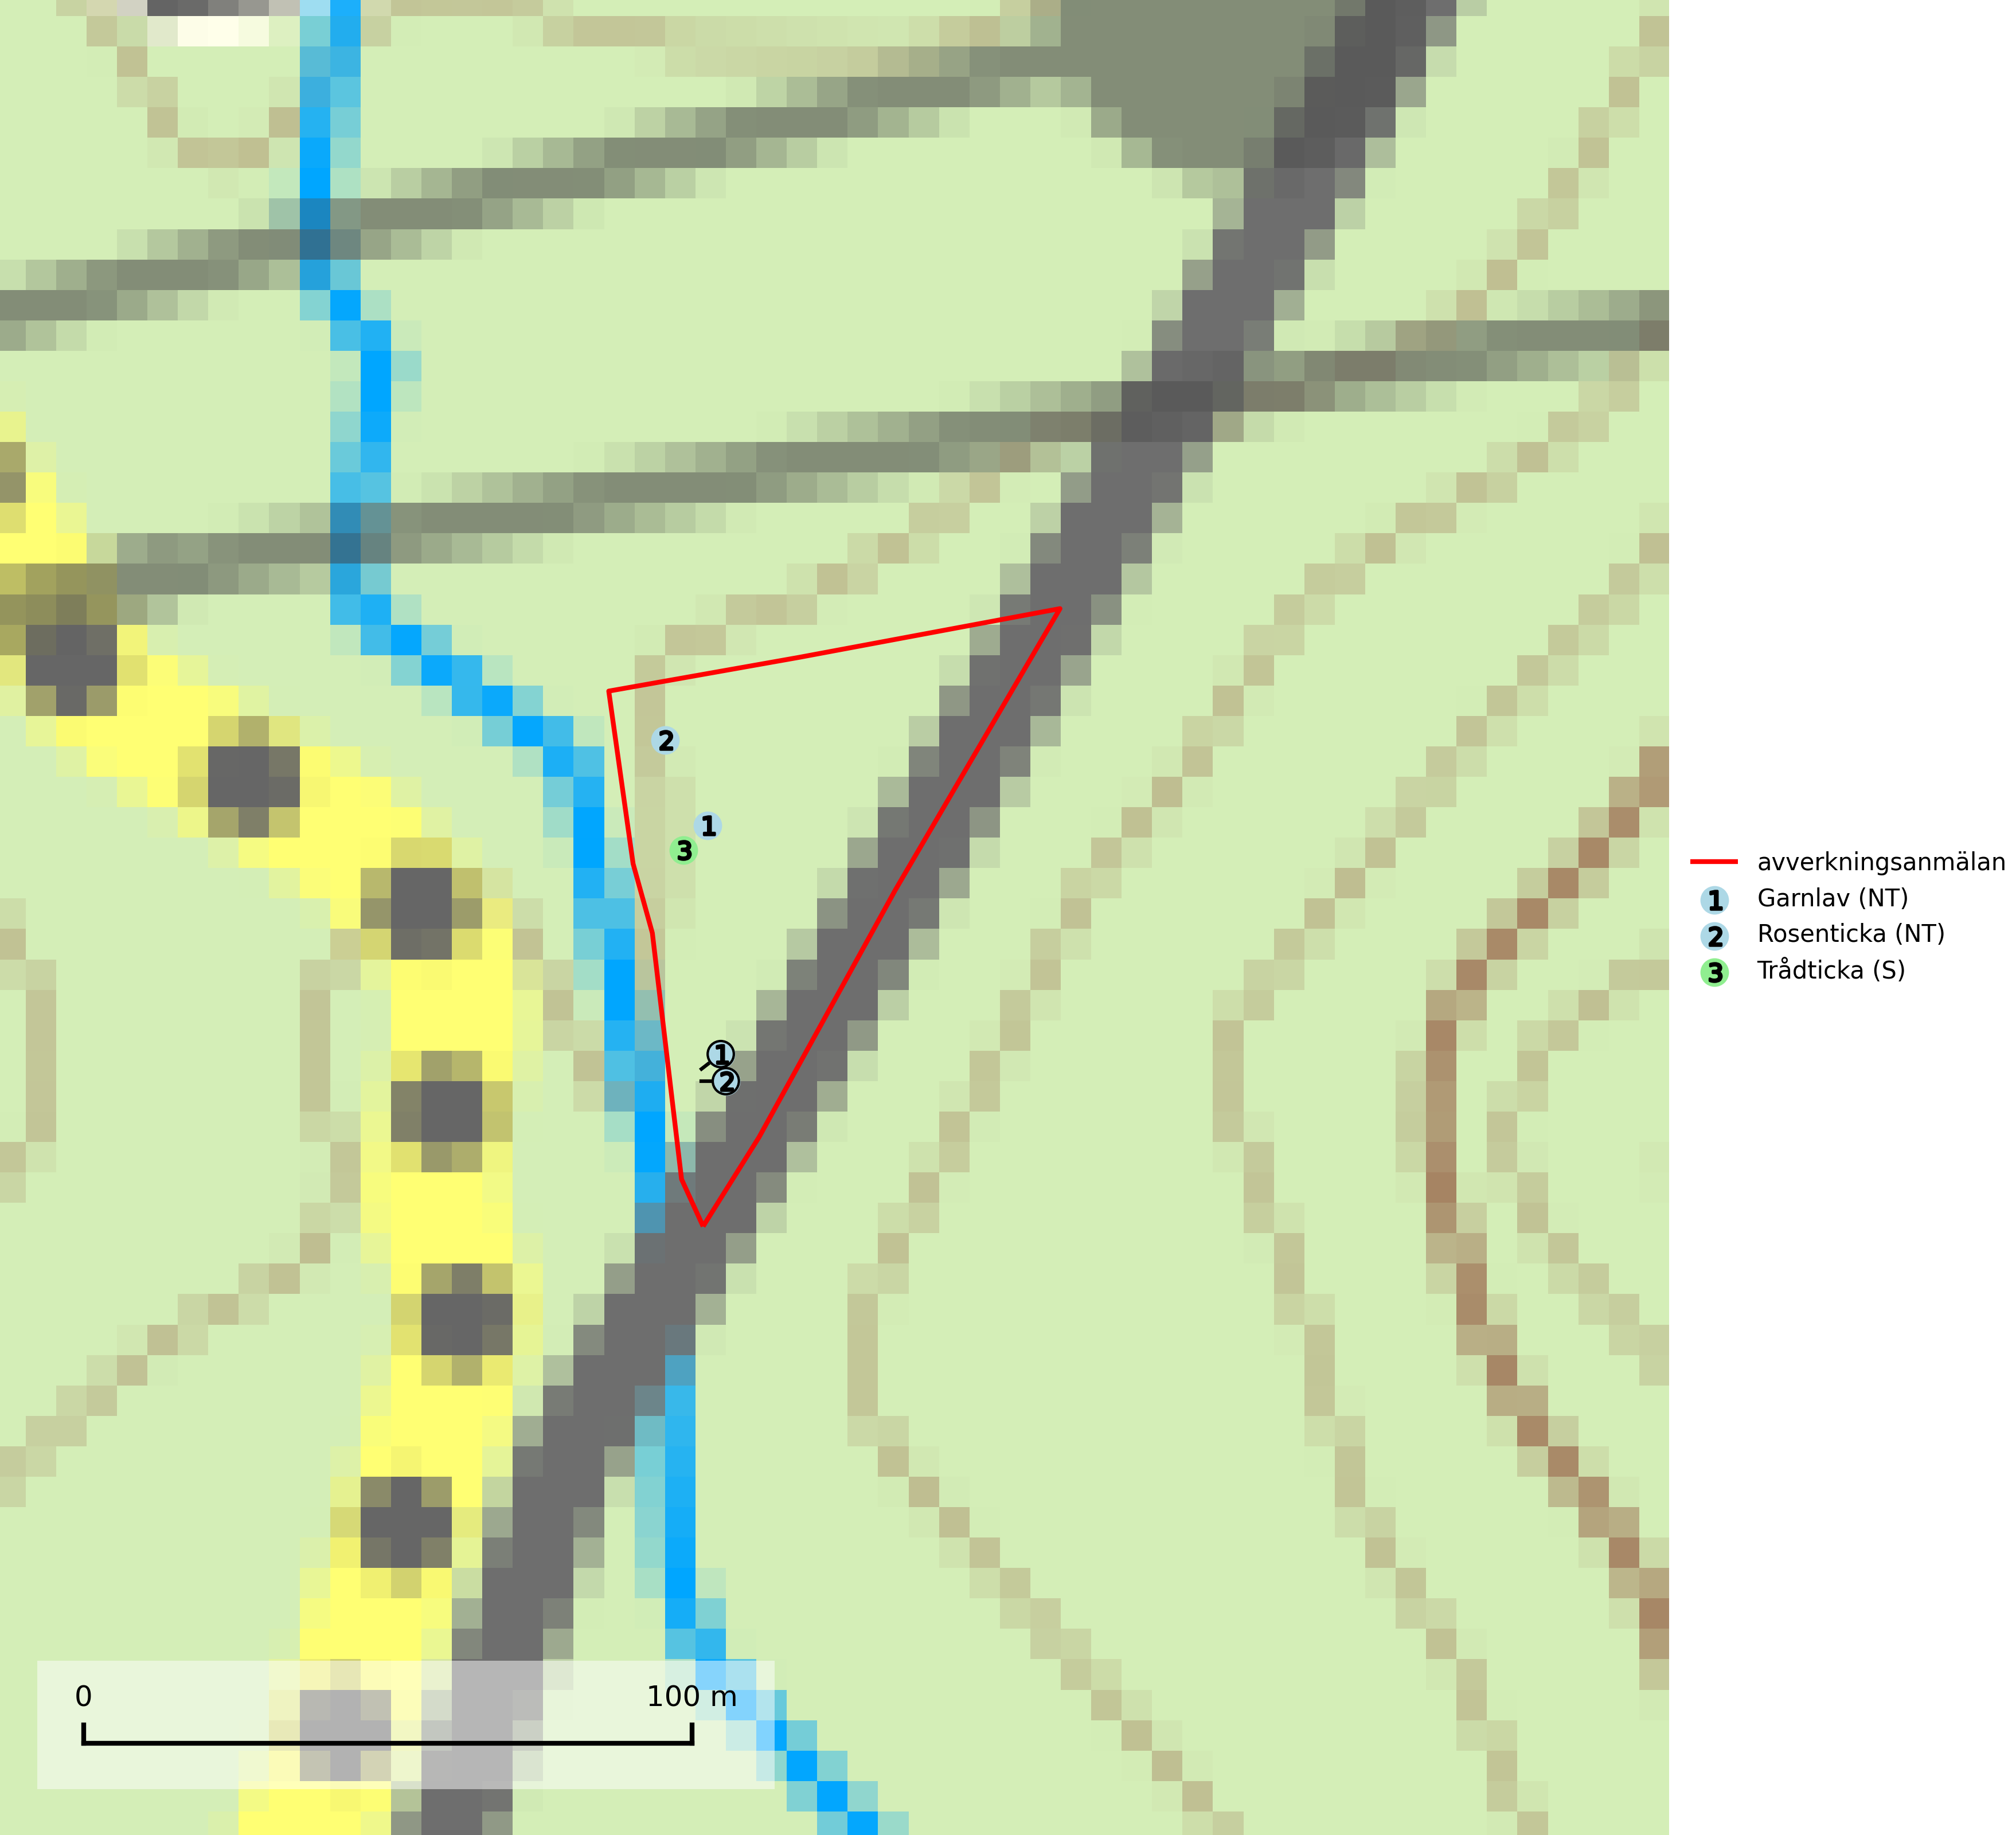 2
1
3
avverkningsanmälan
1 Garnlav (NT)
2 Rosenticka (NT)
3 Trådticka (S)
1
2
0 100 m